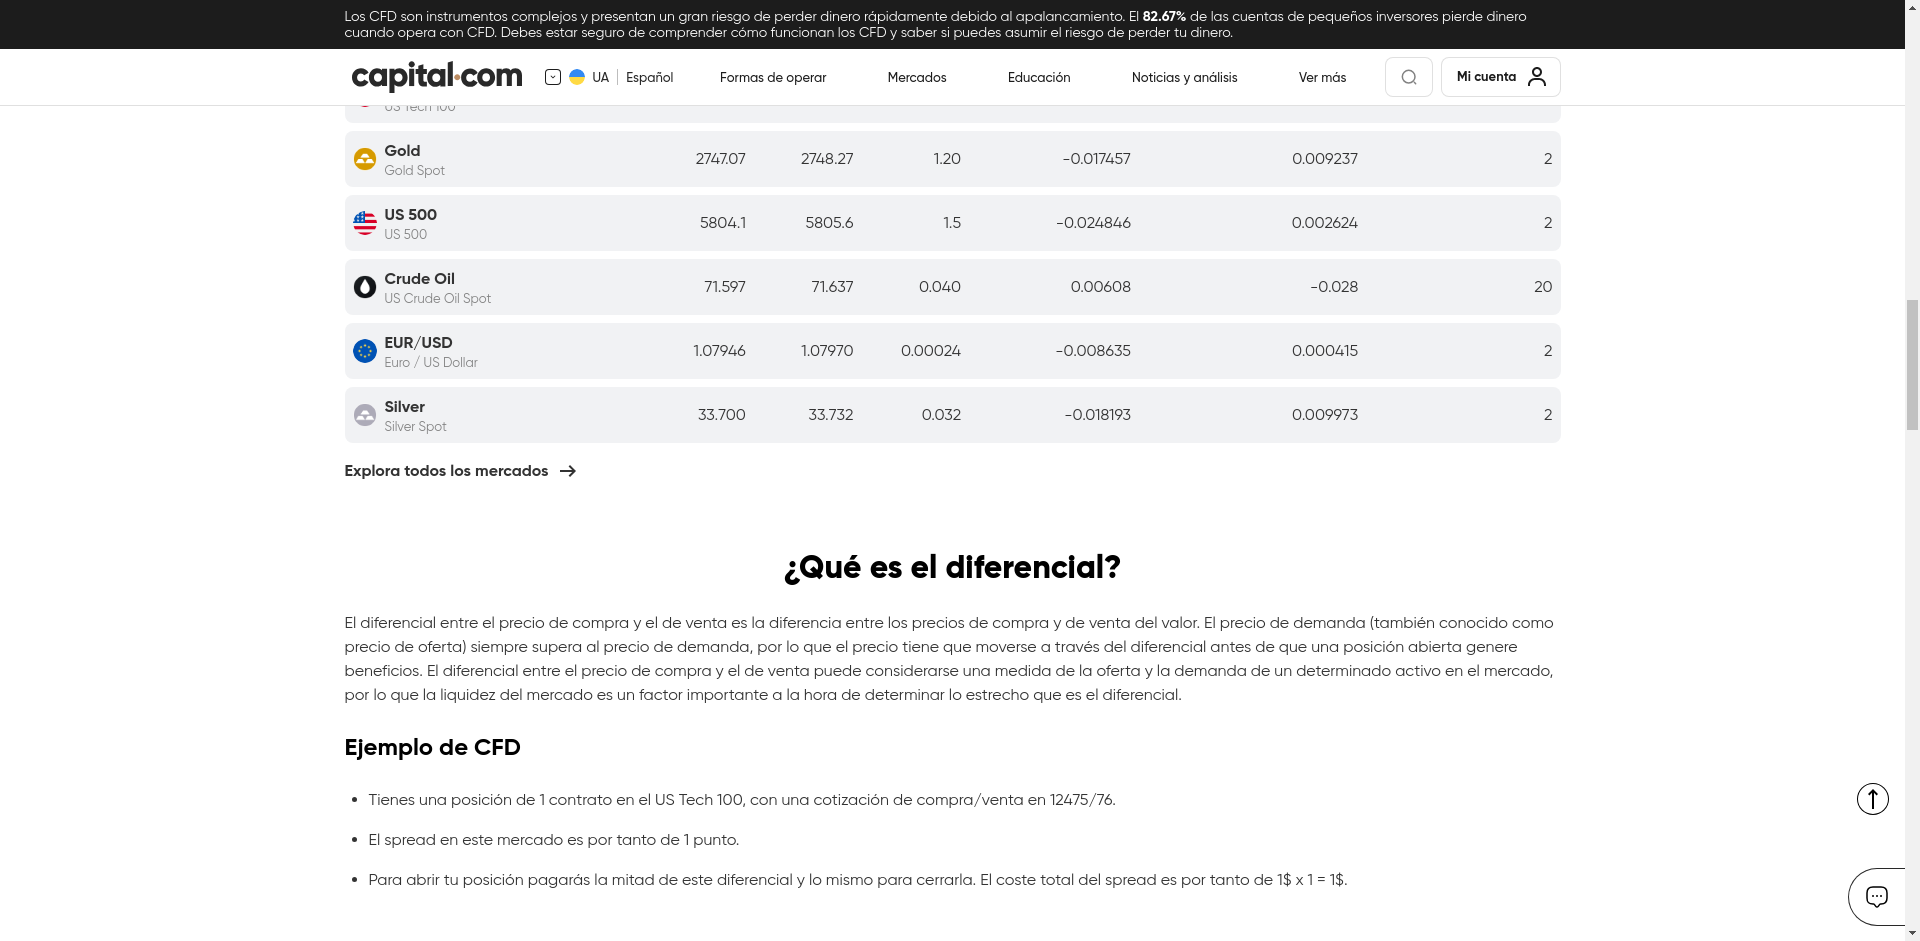 Los CFD son instrumentos complejos y presentan un gran riesgo de perder dinero rápidamente debido al apalancamiento. El 82.67% de las cuentas de pequeños inversores pierde dinero
cuando opera con CFD. Debes estar seguro de comprender cómo funcionan los CFD y saber si puedes asumir el riesgo de perder tu dinero.
capital.com UA Español Formas de operar Mercados Educación Noticias y análisis Ver más Mi cuenta
US Tech 100
Gold
Gold Spot
2747.07 2748.27 1.20 -0.017457 0.009237 2
US 500
US 500
5804.1 5805.6 1.5 -0.024846 0.002624 2
Crude Oil
US Crude Oil Spot
71.597 71.637 0.040 0.00608 -0.028 20
EUR/USD
Euro / US Dollar
1.07946 1.07970 0.00024 -0.008635 0.000415 2
Silver
Silver Spot
33.700 33.732 0.032 -0.018193 0.009973 2
Explora todos los mercados
¿Qué es el diferencial?
El diferencial entre el precio de compra y el de venta es la diferencia entre los precios de compra y de venta del valor. El precio de demanda (también conocido como
precio de oferta) siempre supera al precio de demanda, por lo que el precio tiene que moverse a través del diferencial antes de que una posición abierta genere
beneficios. El diferencial entre el precio de compra y el de venta puede considerarse una medida de la oferta y la demanda de un determinado activo en el mercado,
por lo que la liquidez del mercado es un factor importante a la hora de determinar lo estrecho que es el diferencial.
Ejemplo de CFD
• Tienes una posición de 1 contrato en el US Tech 100, con una cotización de compra/venta en 12475/76.
• El spread en este mercado es por tanto de 1 punto.
• Para abrir tu posición pagarás la mitad de este diferencial y lo mismo para cerrarla. El coste total del spread es por tanto de 1$ x 1 = 1$.